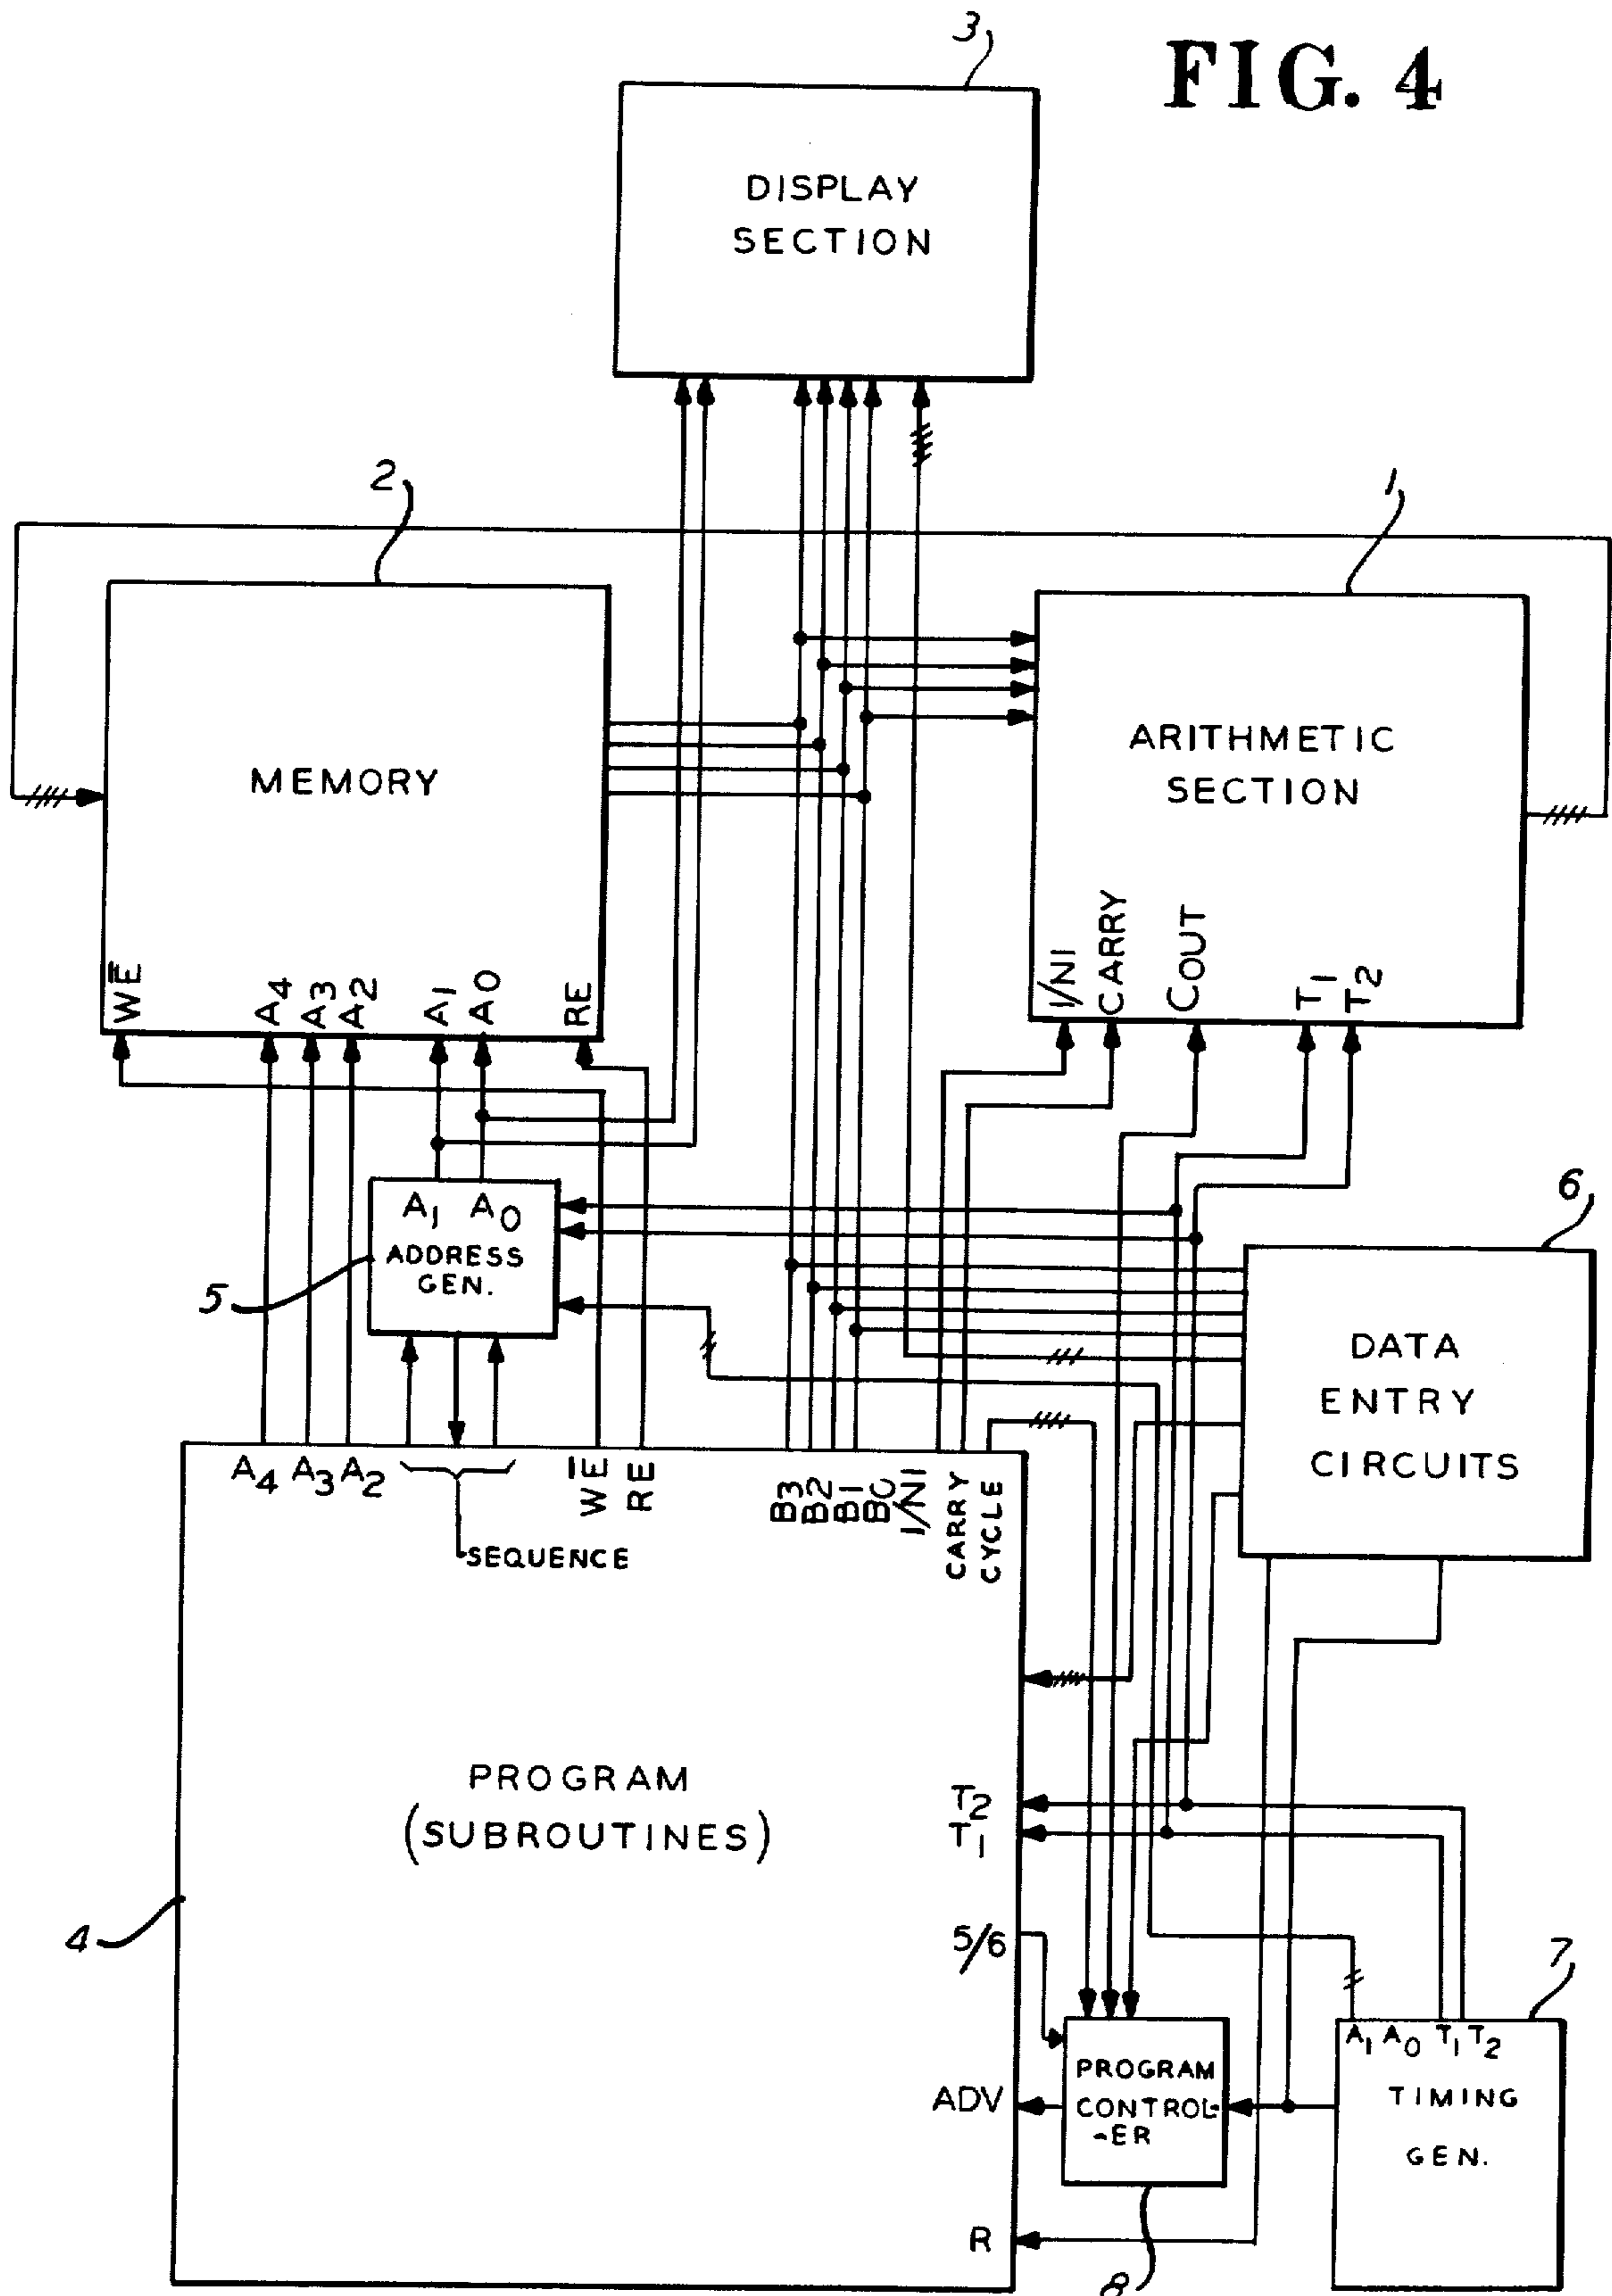 FIG. 4
3
DISPLAY
SECTION
2
1
MEMORY
ARITHMETIC
SECTION
W̅E̅
A4
A3
A2
A1
A0
RE
I/NI
CARRY
COUT
T1
T2
A1 A0
ADDRESS
GEN.
5
6
DATA
ENTRY
CIRCUITS
A4 A3 A2
SEQUENCE
W̅E̅
RE
B3
B2
B1
B0
I/NI
CARRY
CYCLE
PROGRAM
(SUBROUTINES)
4
T2
T1
5/6
ADV
R
PROGRAM
CONTROL-
-ER
8
7
A1 A0 T1 T2
TIMING
GEN.